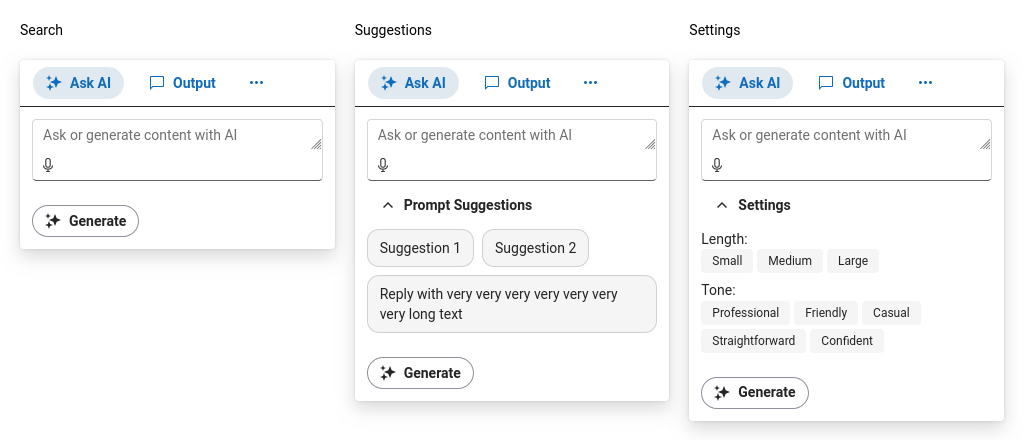 Search
Ask AI
Output
Ask or generate content with AI
Generate
Suggestions
Ask AI
Output
Ask or generate content with AI
Prompt Suggestions
Suggestion 1
Suggestion 2
Reply with very very very very very very
very long text
Generate
Settings
Ask AI
Output
Ask or generate content with AI
Settings
Length:
Small
Medium
Large
Tone:
Professional
Friendly
Casual
Straightforward
Confident
Generate